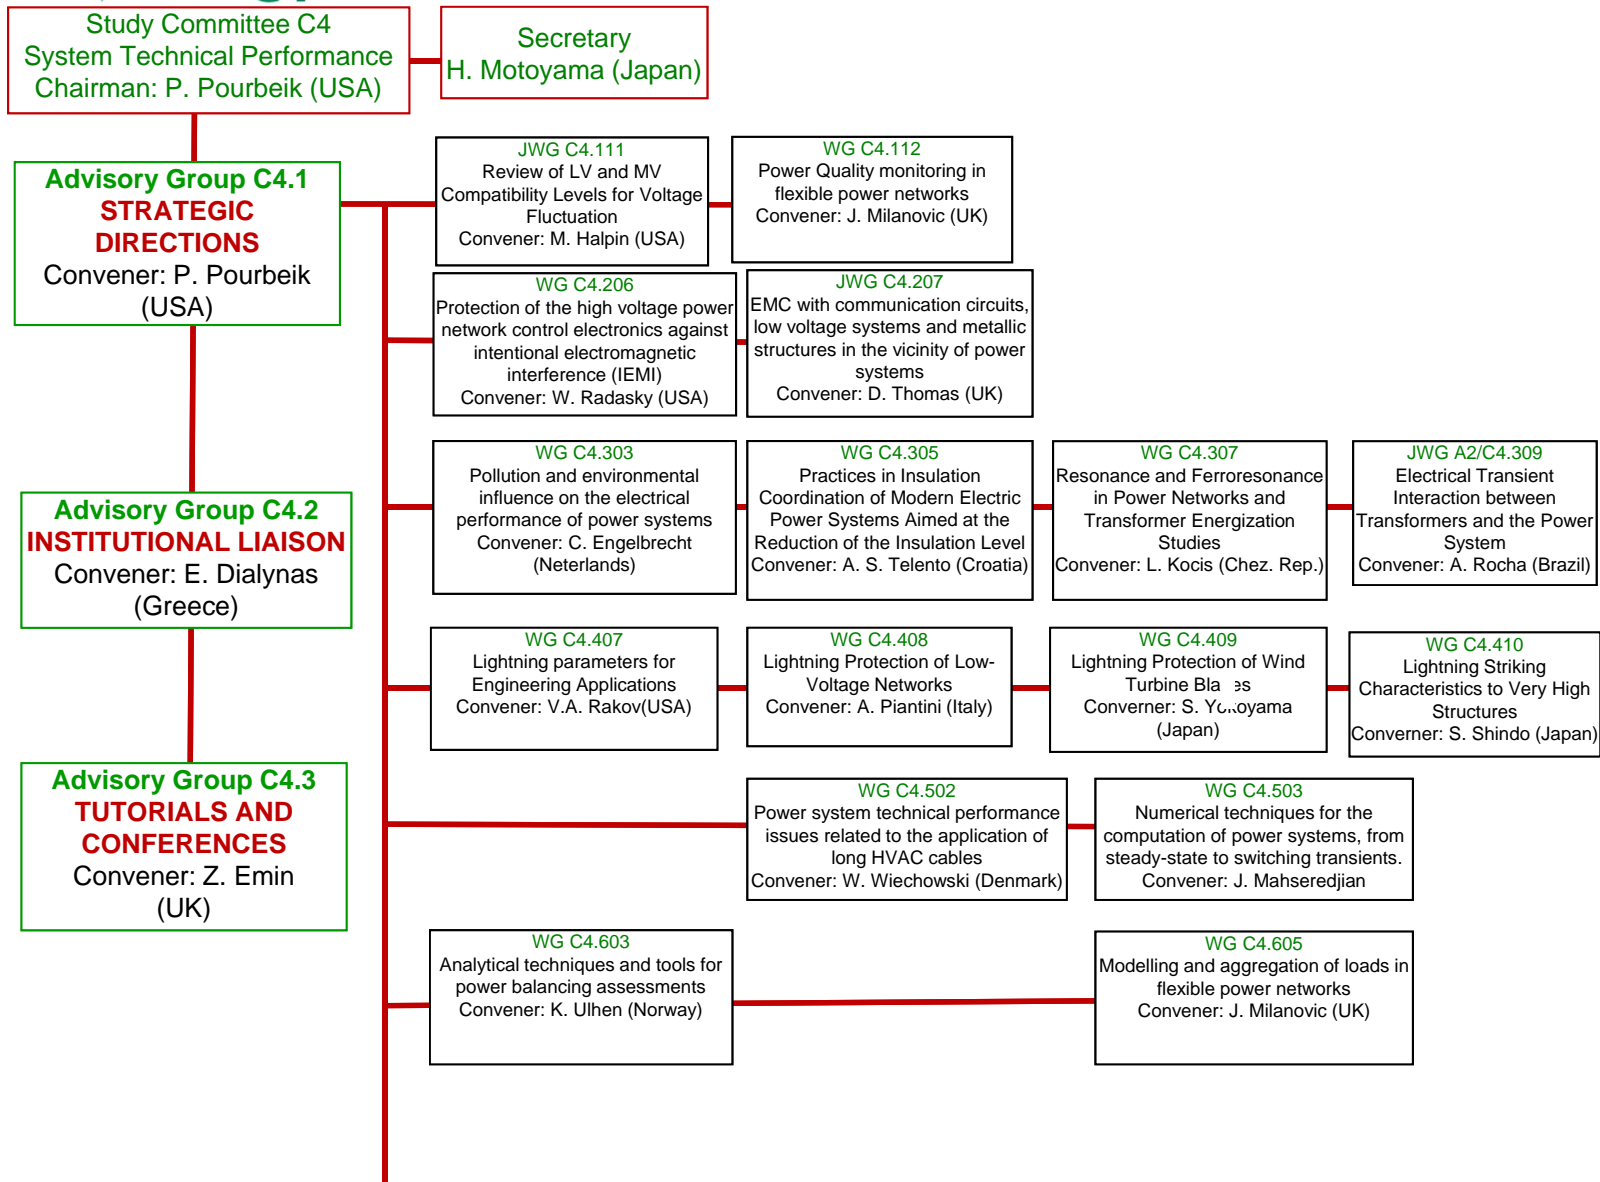 Study Committee C4
System Technical Performance
Chairman: P. Pourbeik (USA)
Secretary
H. Motoyama (Japan)
Advisory Group C4.1
STRATEGIC
DIRECTIONS
Convener: P. Pourbeik
(USA)
JWG C4.111
Review of LV and MV
Compatibility Levels for Voltage
Fluctuation
Convener: M. Halpin (USA)
WG C4.112
Power Quality monitoring in
flexible power networks
Convener: J. Milanovic (UK)
WG C4.206
Protection of the high voltage power
network control electronics against
intentional electromagnetic
interference (IEMI)
Convener: W. Radasky (USA)
JWG C4.207
EMC with communication circuits,
low voltage systems and metallic
structures in the vicinity of power
systems
Convener: D. Thomas (UK)
Advisory Group C4.2
INSTITUTIONAL LIAISON
Convener: E. Dialynas
(Greece)
WG C4.303
Pollution and environmental
influence on the electrical
performance of power systems
Convener: C. Engelbrecht
(Neterlands)
WG C4.305
Practices in Insulation
Coordination of Modern Electric
Power Systems Aimed at the
Reduction of the Insulation Level
Convener: A. S. Telento (Croatia)
WG C4.307
Resonance and Ferroresonance
in Power Networks and
Transformer Energization
Studies
Convener: L. Kocis (Chez. Rep.)
JWG A2/C4.309
Electrical Transient
Interaction between
Transformers and the Power
System
Convener: A. Rocha (Brazil)
WG C4.407
Lightning parameters for
Engineering Applications
Convener: V.A. Rakov(USA)
WG C4.408
Lightning Protection of Low-
Voltage Networks
Convener: A. Piantini (Italy)
WG C4.409
Lightning Protection of Wind
Turbine
Converner: S.
(Japan)
WG C4.410
Lightning Striking
Characteristics to Very High
Structures
Converner: S. Shindo (Japan)
Advisory Group C4.3
TUTORIALS AND
CONFERENCES
Convener: Z. Emin
(UK)
WG C4.502
Power system technical performance
issues related to the application of
long HVAC cables
Convener: W. Wiechowski (Denmark)
WG C4.503
Numerical techniques for the
computation of power systems, from
steady-state to switching transients.
Convener: J. Mahseredjian
WG C4.603
Analytical techniques and tools for
power balancing assessments
Convener: K. Ulhen (Norway)
WG C4.605
Modelling and aggregation of loads in
flexible power networks
Convener: J. Milanovic (UK)